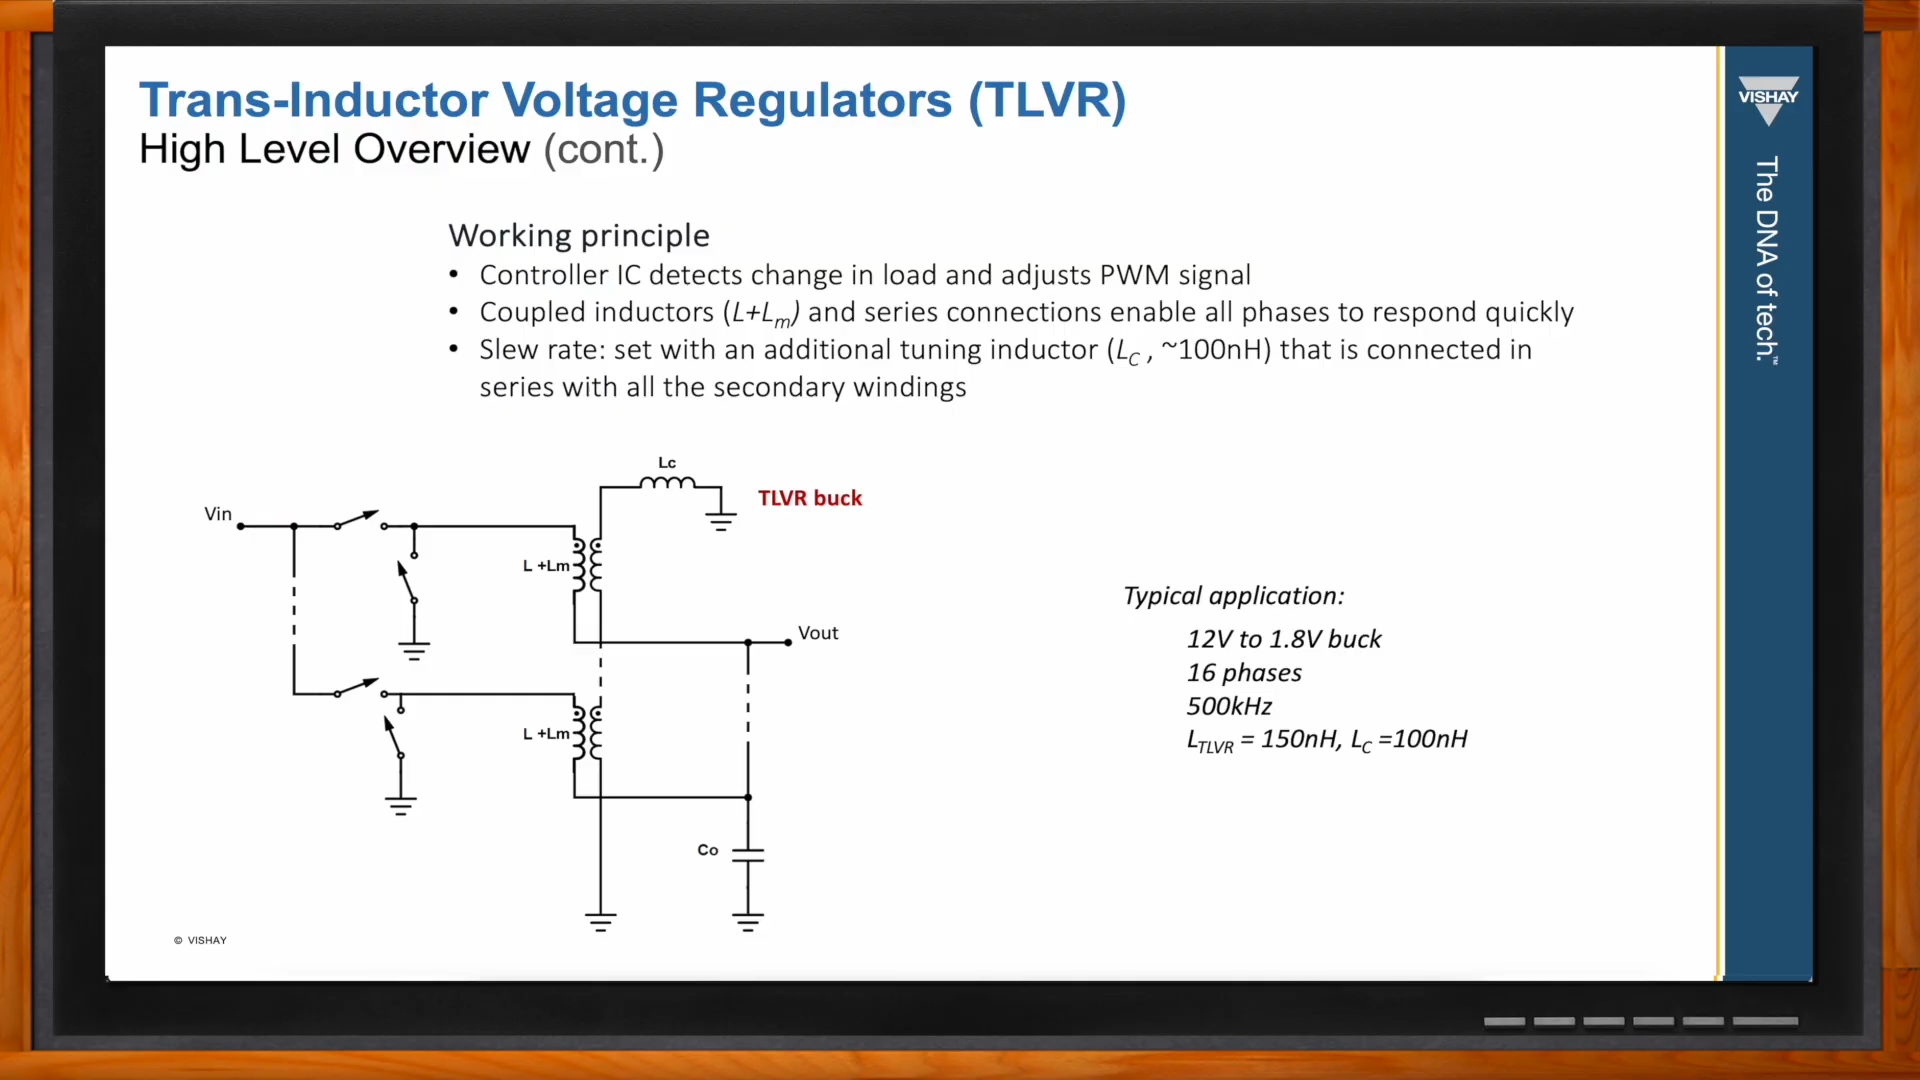 Trans-Inductor Voltage Regulators (TLVR)
High Level Overview (cont.)
VISHAY
The DNA of tech.™
Working principle
• Controller IC detects change in load and adjusts PWM signal
• Coupled inductors (L+Lm) and series connections enable all phases to respond quickly
• Slew rate: set with an additional tuning inductor (LC , ~100nH) that is connected in
series with all the secondary windings
Lc
TLVR buck
Vin
L +Lm
Vout
L +Lm
Co
Typical application:
12V to 1.8V buck
16 phases
500kHz
LTLVR = 150nH, LC =100nH
© VISHAY